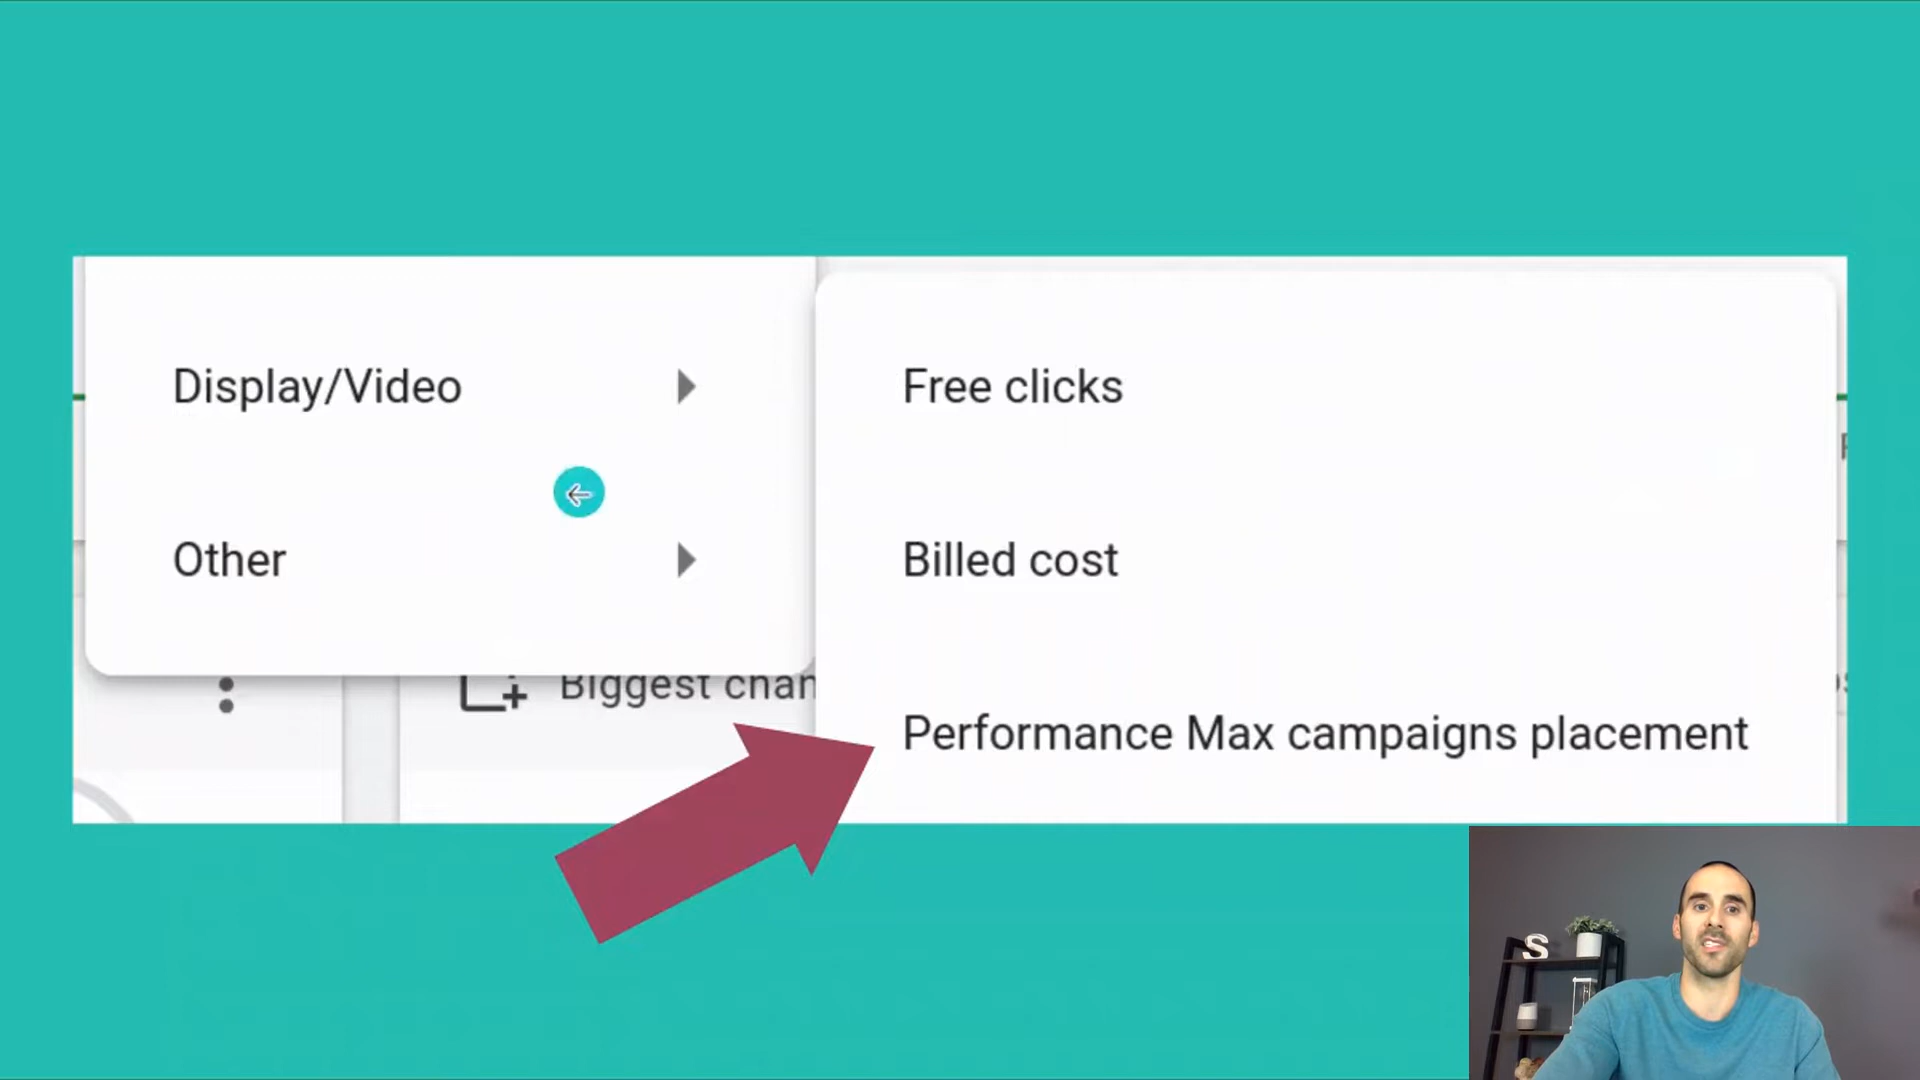 Display/Video
Free clicks
Other
Billed cost
Biggest chan
Performance Max campaigns placement
S